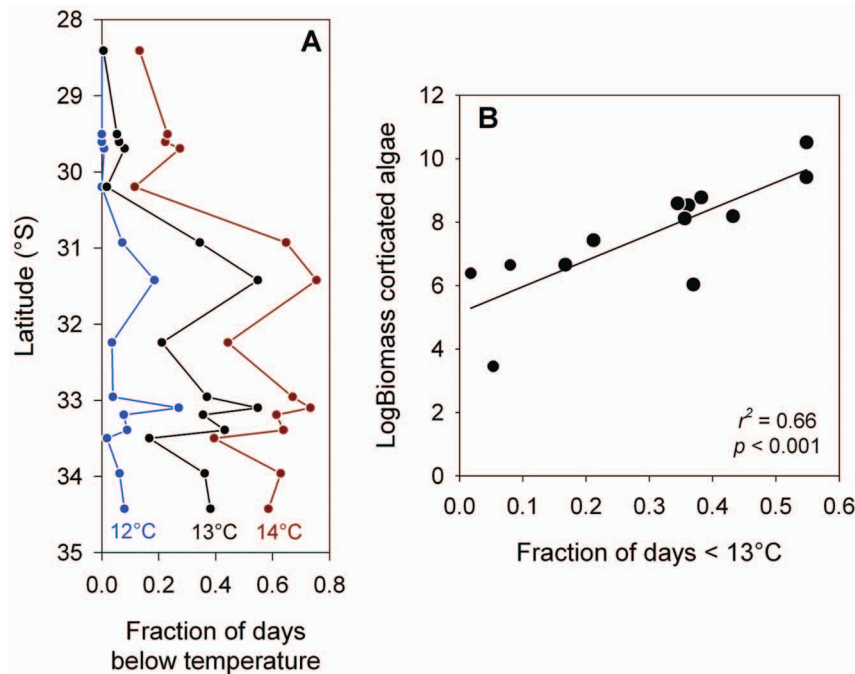 A
28
29
30
31
32
33
34
35
Latitude (°S)
12°C 13°C 14°C
0.0 0.2 0.4 0.6 0.8
Fraction of days
below temperature
B
12
10
8
6
4
2
0
LogBiomass corticated algae
r² = 0.66
p < 0.001
0.0 0.1 0.2 0.3 0.4 0.5 0.6
Fraction of days < 13°C